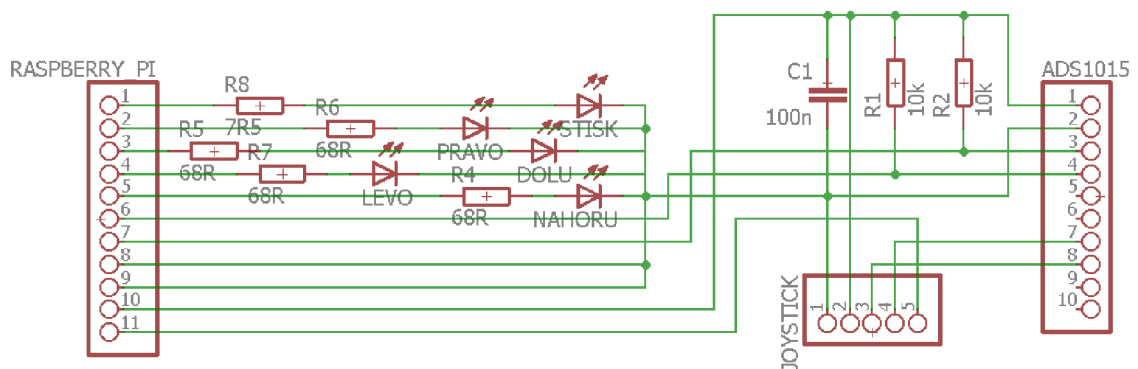 RASPBERRY_PI
1
2
3
4
5
6
7
8
9
10
11
R8
7R5
R6
68R
R5
68R
R7
68R
R4
68R
STISK
PRAVO
DOLU
LEVO
NAHORU
C1
100n
R1
10k
R2
10k
JOYSTICK
1
2
3
4
5
ADS1015
1
2
3
4
5
6
7
8
9
10